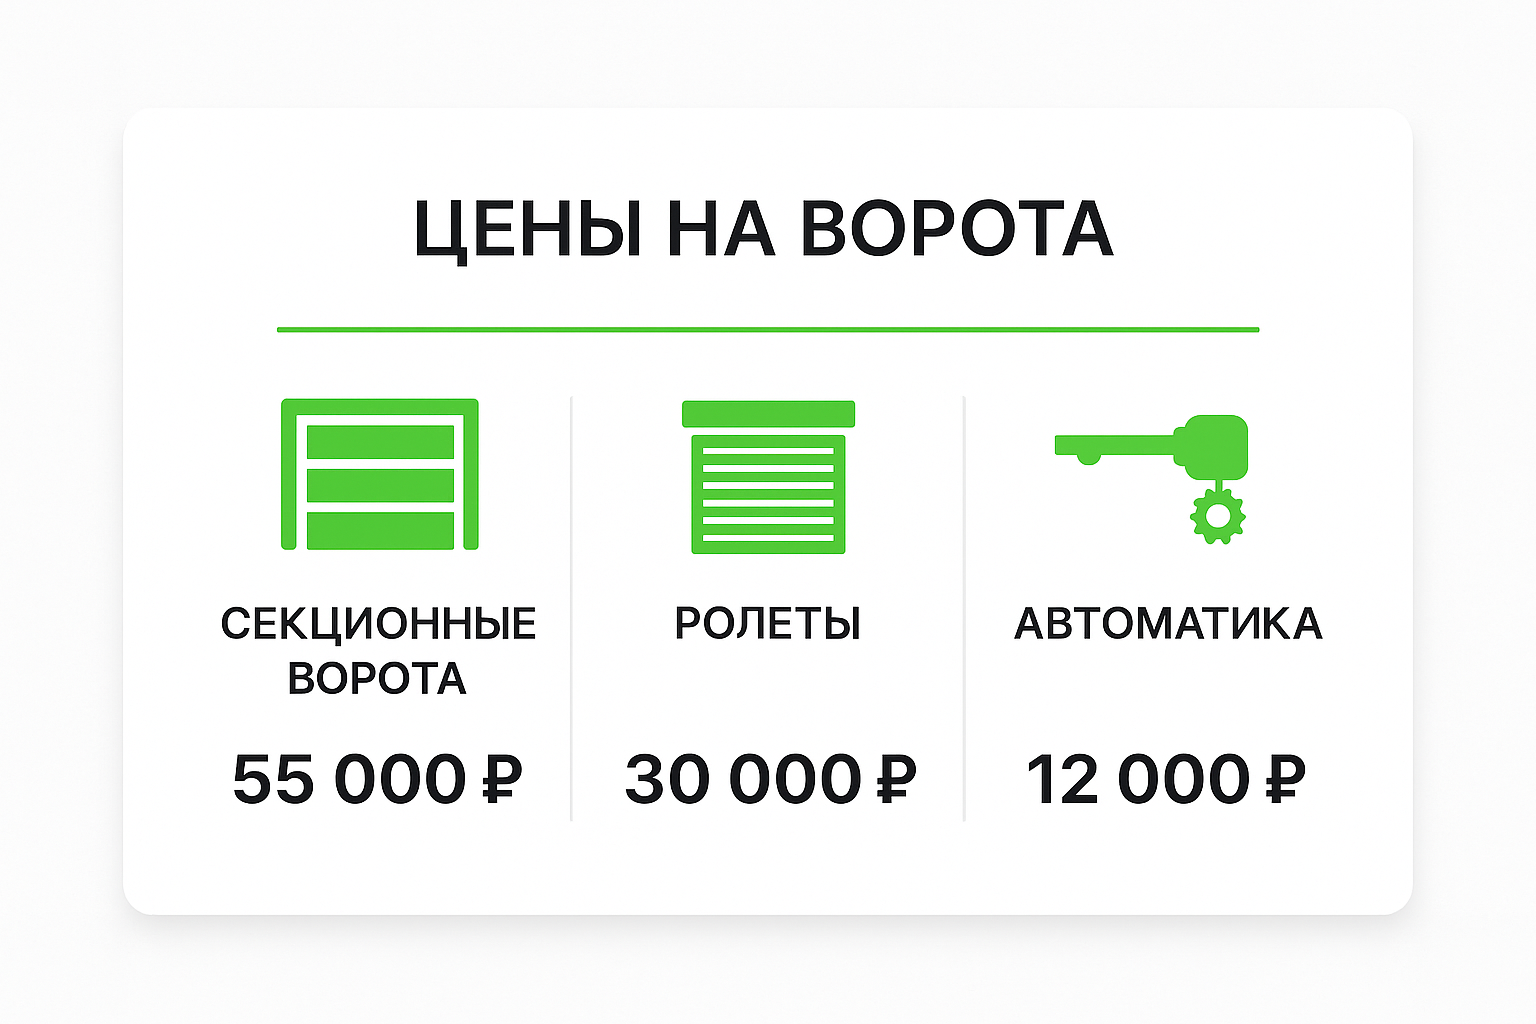 ЦЕНЫ НА ВОРОТА
СЕКЦИОННЫЕ
ВОРОТА
55 000 ₽
РОЛЕТЫ
30 000 ₽
АВТОМАТИКА
12 000 ₽